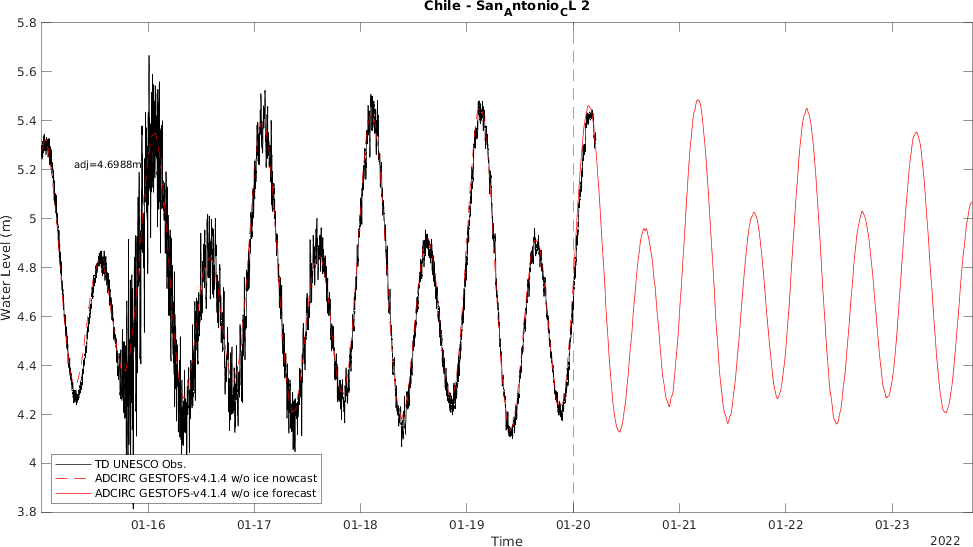 Chile - SanAntonioCL 2
5.8
5.6
5.4
5.2
5
4.8
4.6
4.4
4.2
4
3.8
Water Level (m)
adj=4.6988m
TD UNESCO Obs.
ADCIRC GESTOFS-v4.1.4 w/o ice nowcast
ADCIRC GESTOFS-v4.1.4 w/o ice forecast
01-16 01-17 01-18 01-19 01-20 01-21 01-22 01-23
Time
2022